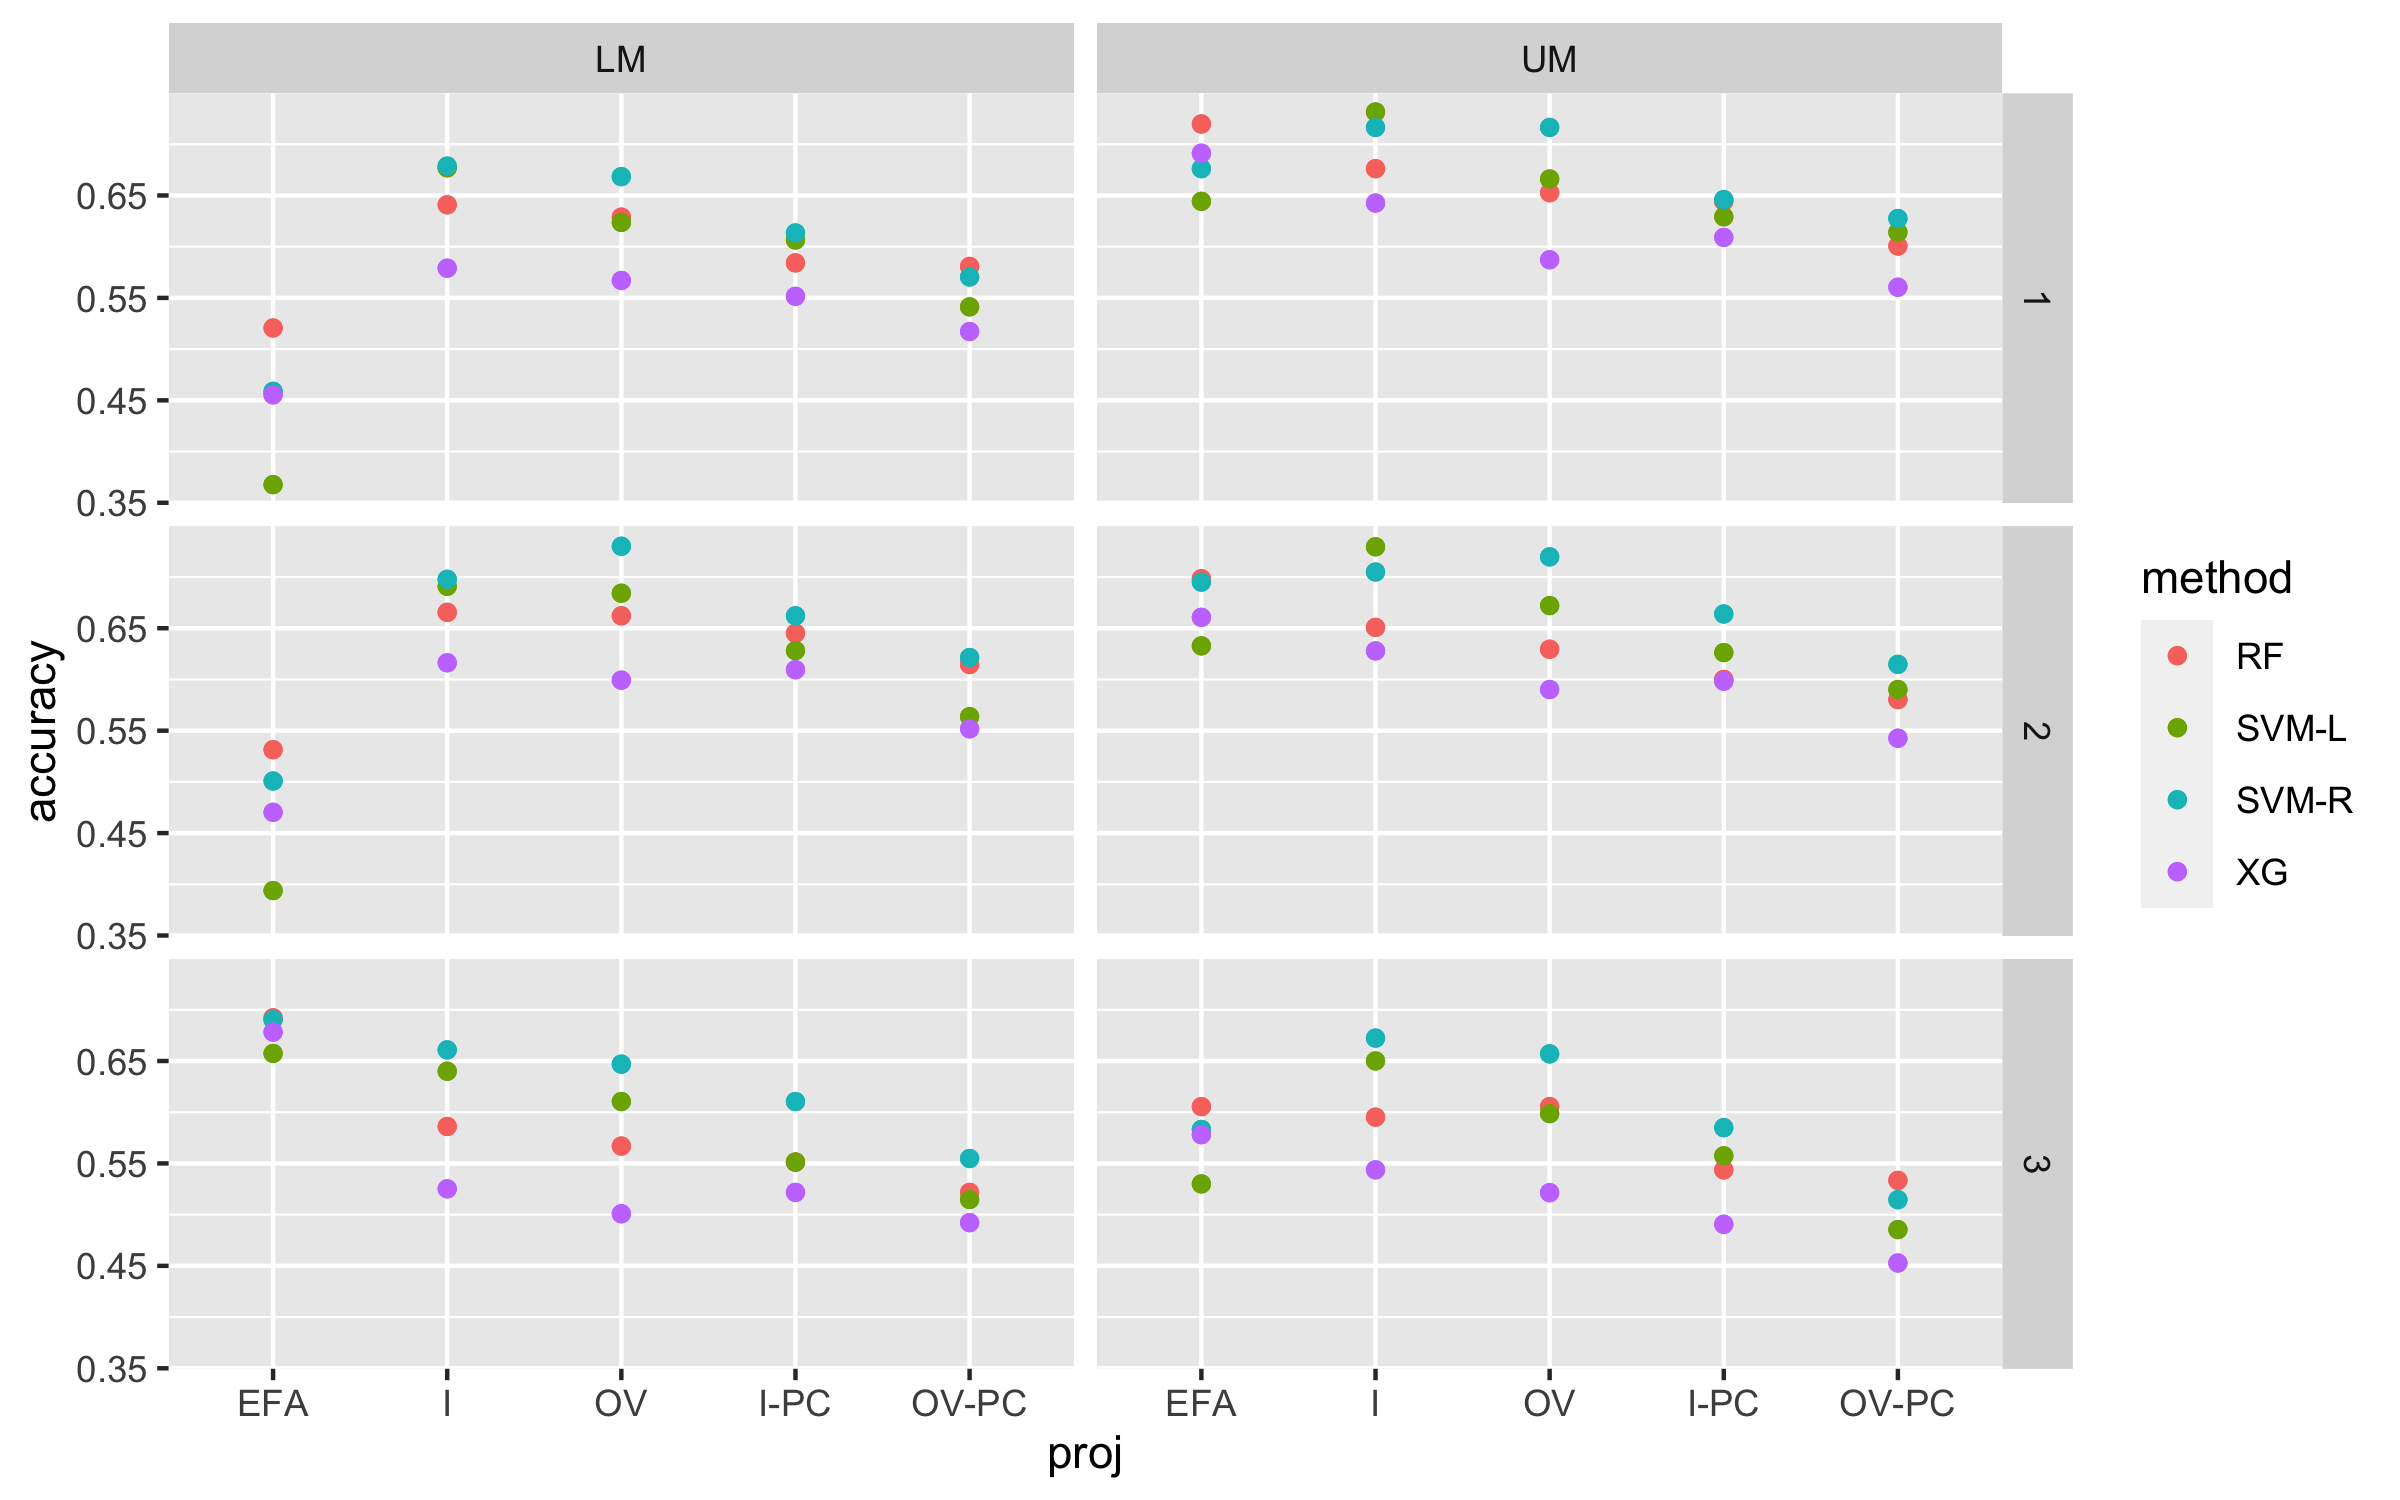 LM
UM
0.65
0.55
0.45
0.35
1
0.65
0.55
0.45
0.35
2
0.65
0.55
0.45
0.35
3
EFA
I
OV
I-PC
OV-PC
EFA
I
OV
I-PC
OV-PC
proj
accuracy
method
RF
SVM-L
SVM-R
XG